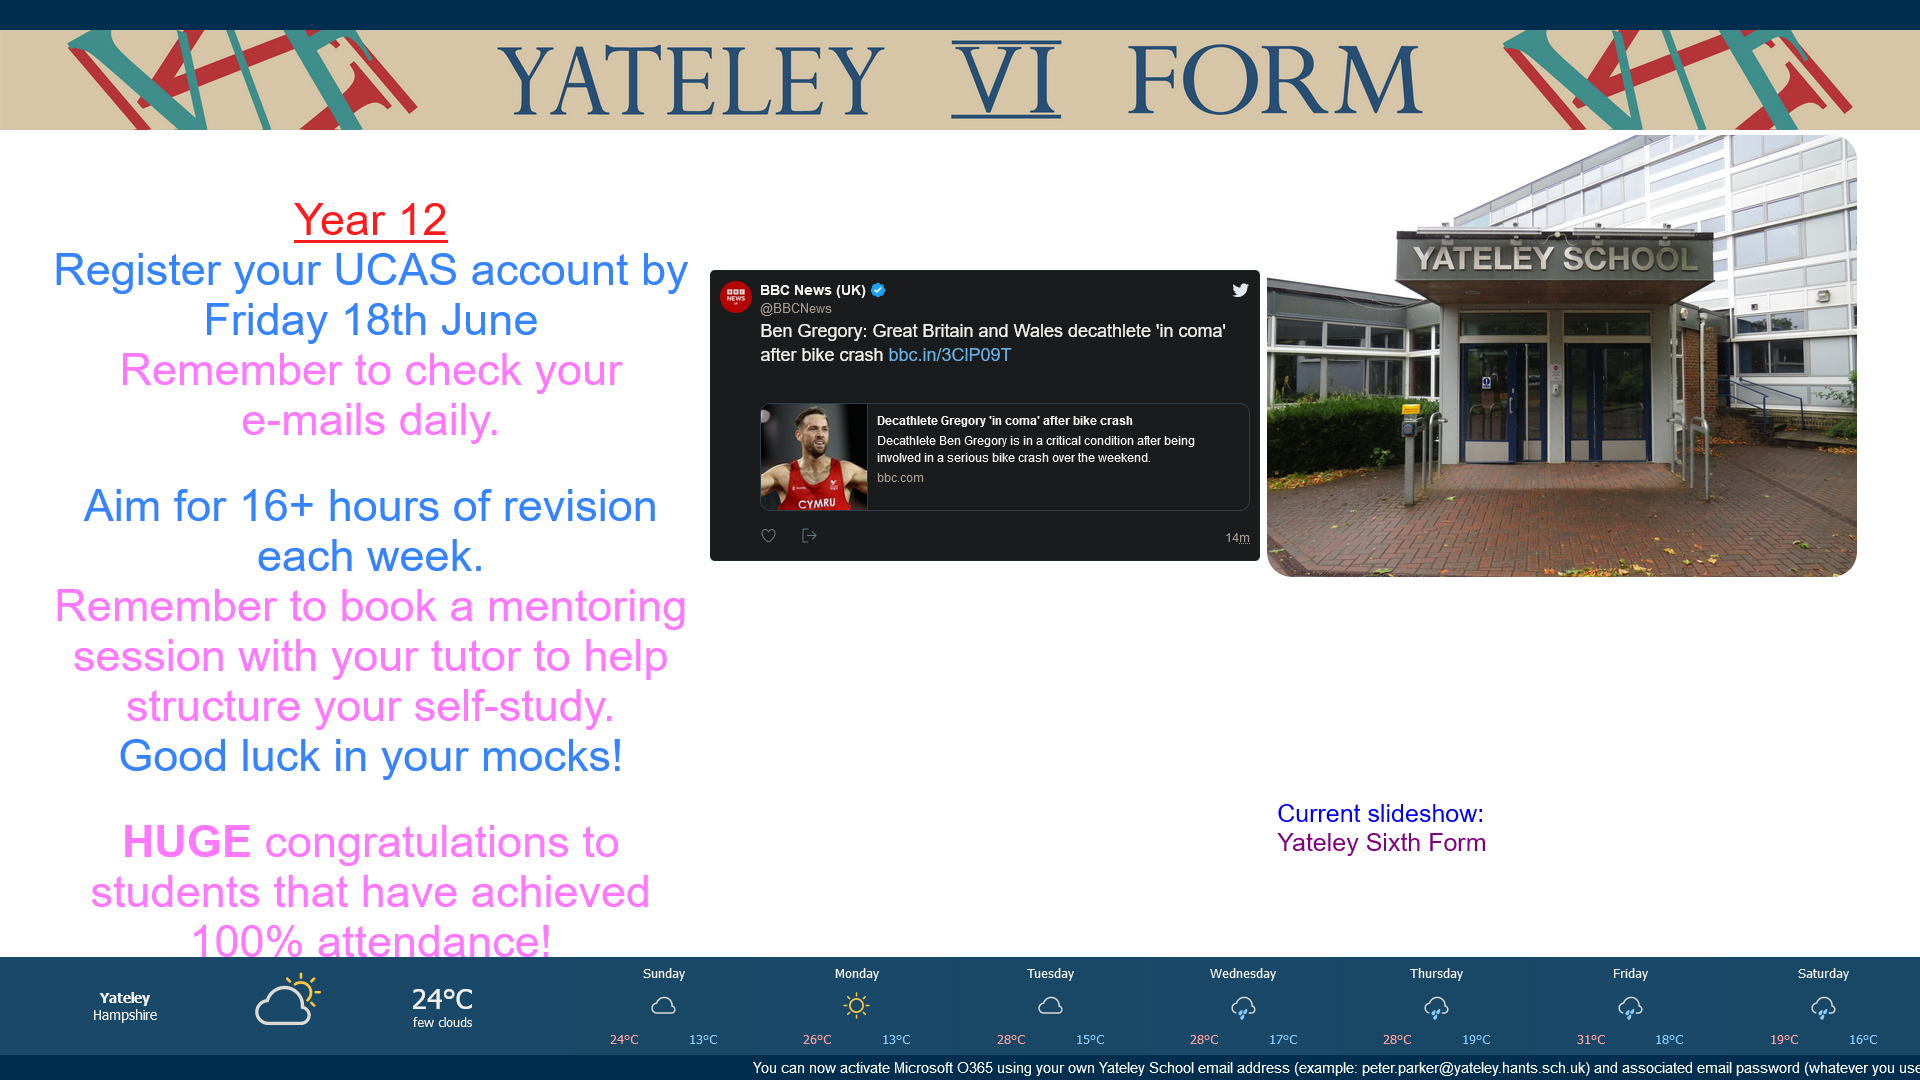 YATELEY VI FORM
Year 12
Register your UCAS account by
Friday 18th June
Remember to check your
e-mails daily.
Aim for 16+ hours of revision
each week.
Remember to book a mentoring
session with your tutor to help
structure your self-study.
Good luck in your mocks!
HUGE congratulations to
students that have achieved
100% attendance!
BBC NEWS UK
BBC News (UK)
@BBCNews
Ben Gregory: Great Britain and Wales decathlete 'in coma'
after bike crash bbc.in/3ClP09T
CYMRU
Decathlete Gregory 'in coma' after bike crash
Decathlete Ben Gregory is in a critical condition after being
involved in a serious bike crash over the weekend.
bbc.com
14m
YATELEY SCHOOL
Current slideshow:
Yateley Sixth Form
Yateley
Hampshire
24°C
few clouds
Sunday
24°C 13°C
Monday
26°C 13°C
Tuesday
28°C 15°C
Wednesday
28°C 17°C
Thursday
28°C 19°C
Friday
31°C 18°C
Saturday
19°C 16°C
You can now activate Microsoft O365 using your own Yateley School email address (example: peter.parker@yateley.hants.sch.uk) and associated email password (whatever you use